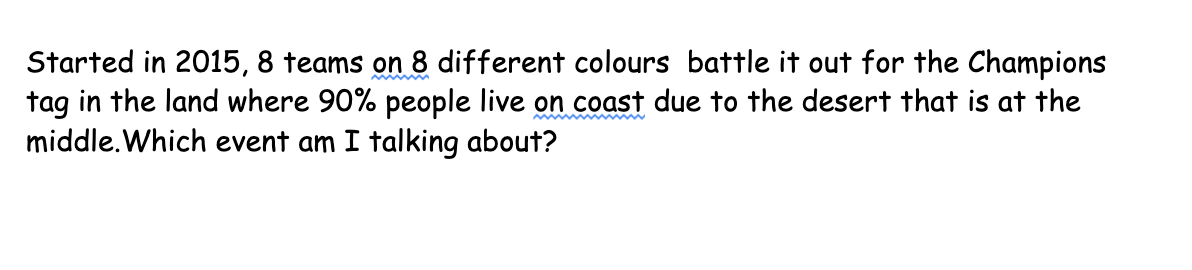 Started in 2015, 8 teams on 8 different colours  battle it out for the Champions
tag in the land where 90% people live on coast due to the desert that is at the
middle.Which event am I talking about?